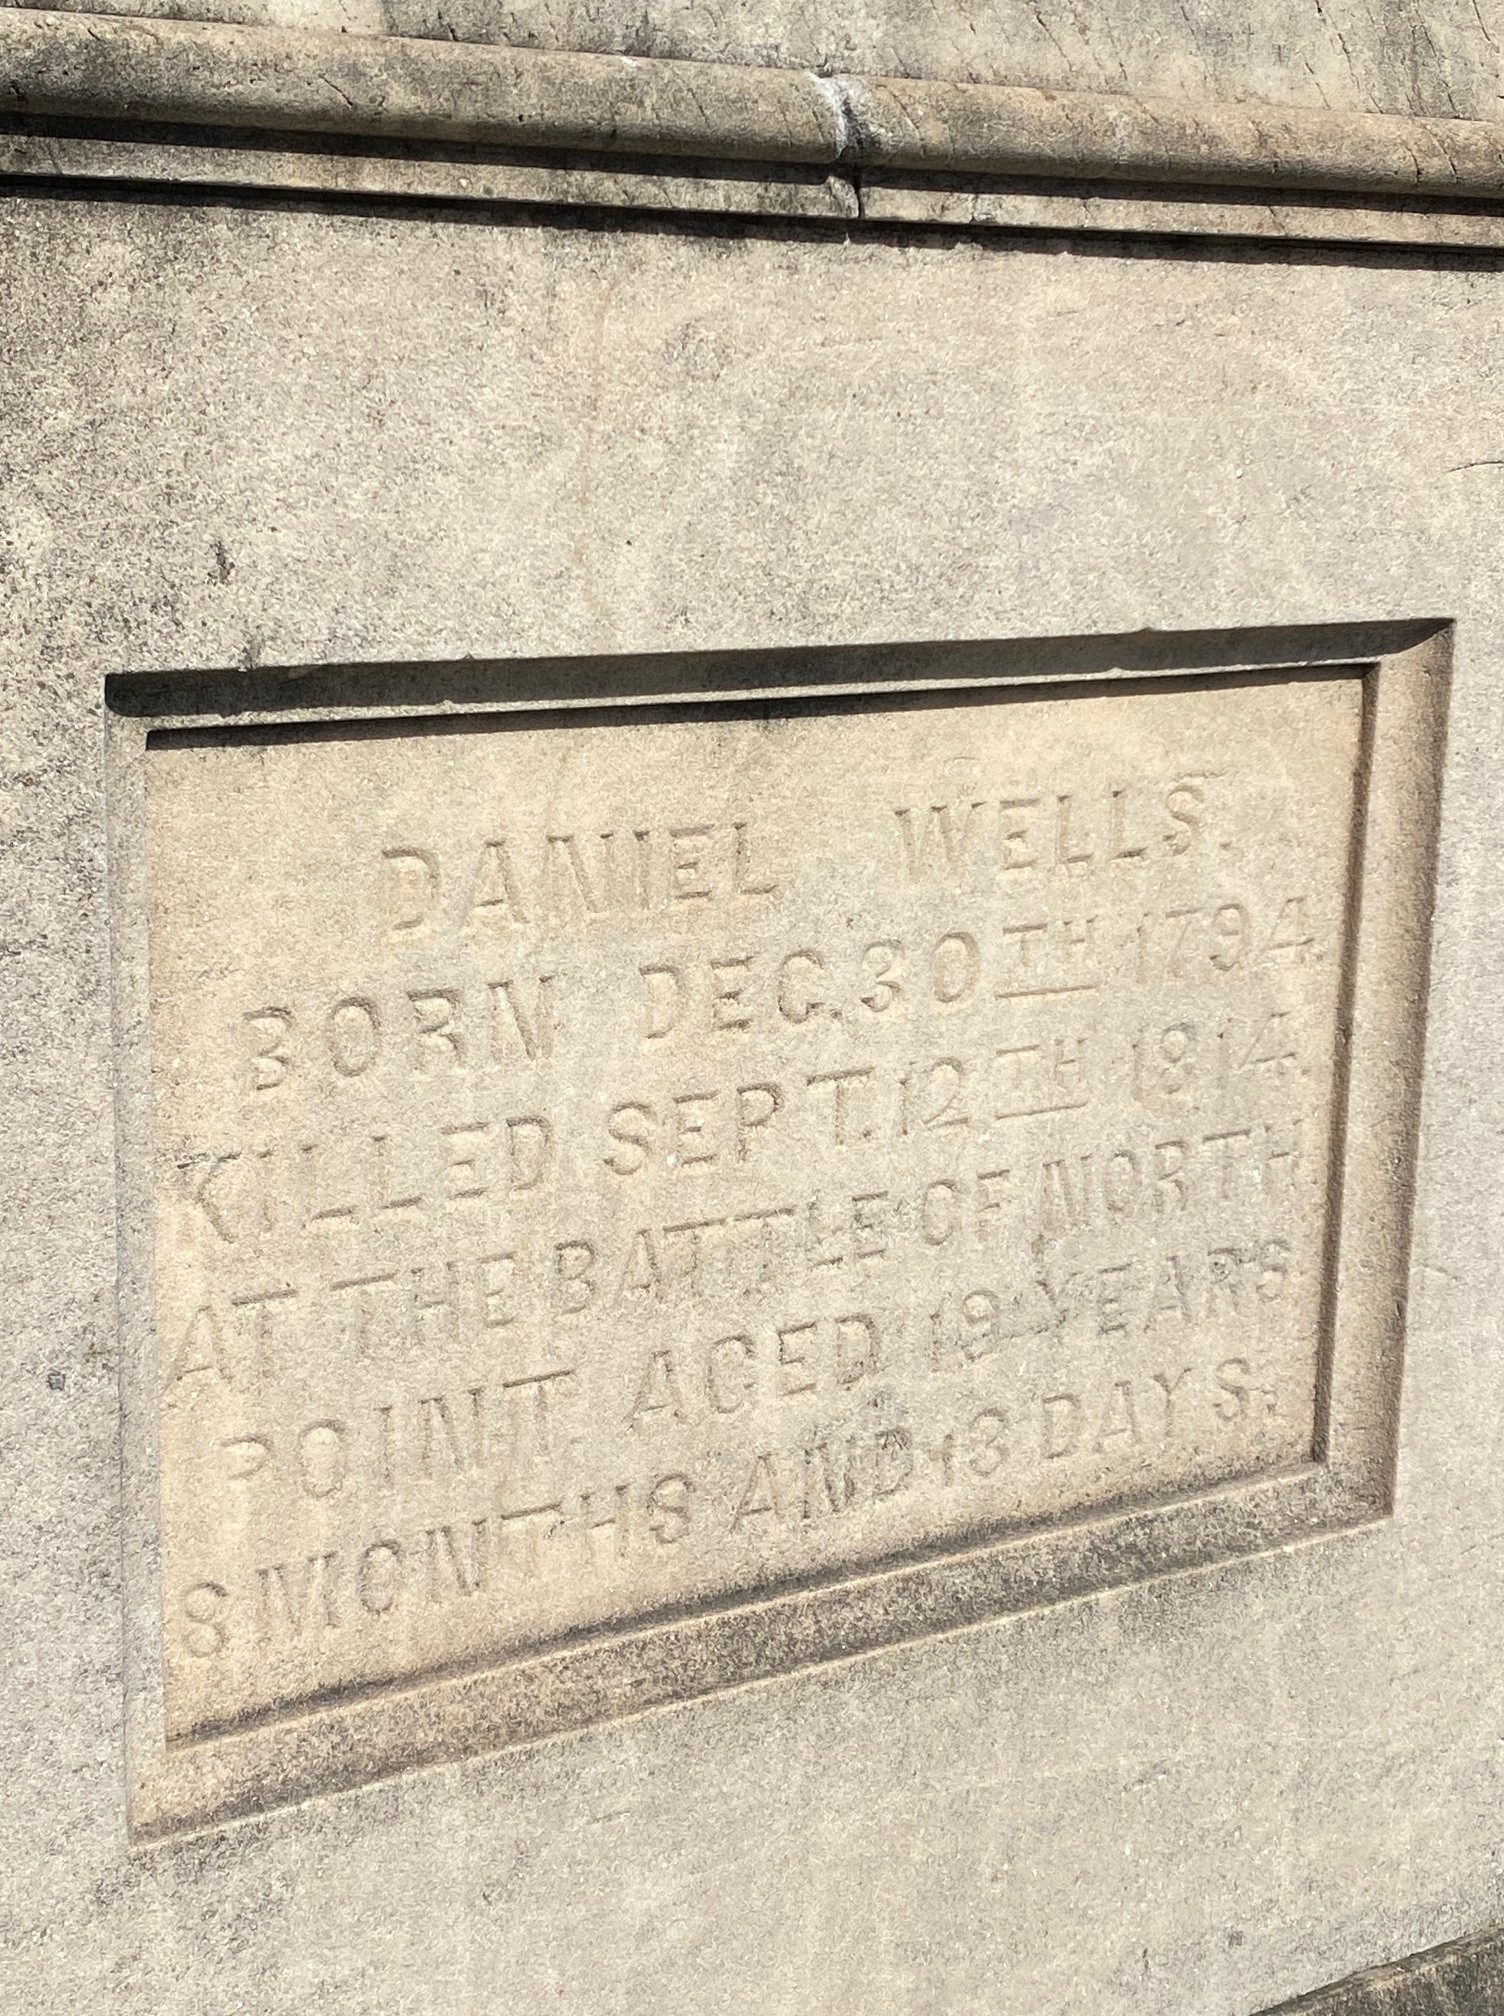 DANIEL WELLS.
BORN DEC. 30TH 1794.
KILLED SEPT. 12TH 1814.
AT THE BATTLE OF NORTH
POINT. AGED 19 YEARS
8 MONTHS AND 13 DAYS.